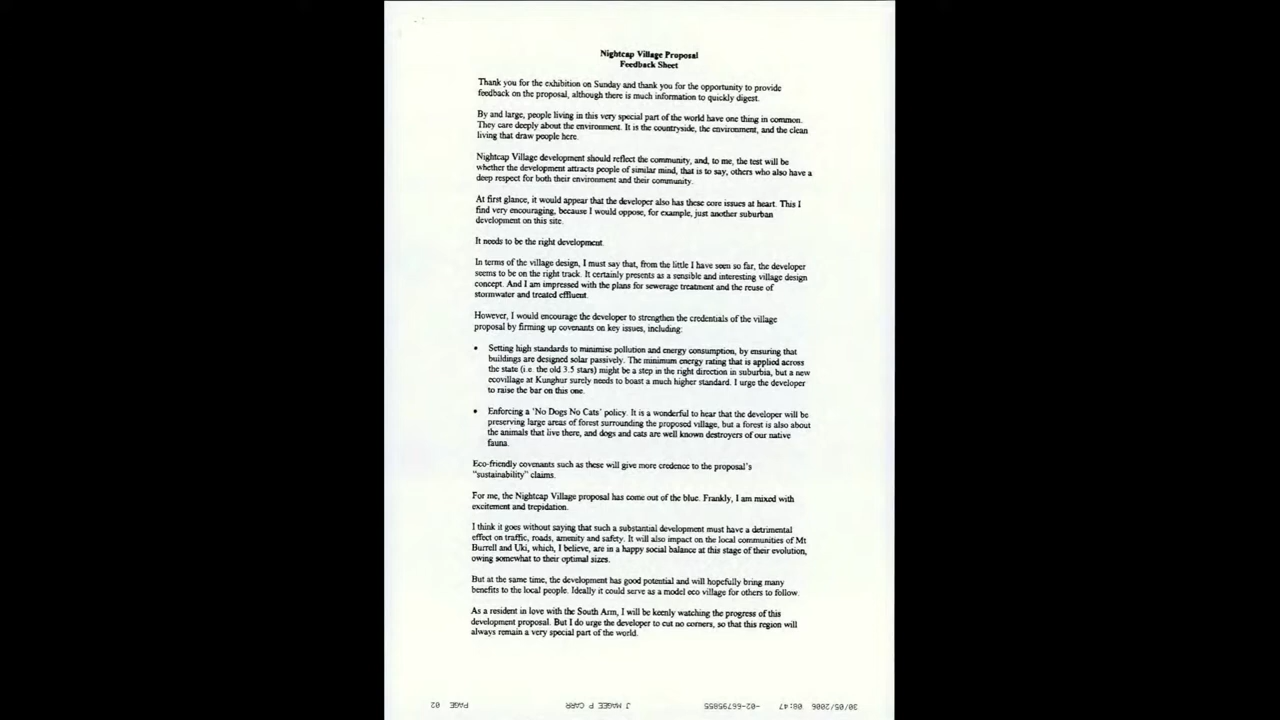 Nightcap Village Proposal
Feedback Sheet
Thank you for the exhibition on Sunday and thank you for the opportunity to provide
feedback on the proposal, although there is much information to quickly digest.
By and large, people living in this very special part of the world have one thing in common.
They care deeply about the environment. It is the countryside, the environment, and the clean
living that draw people here.
Nightcap Village development should reflect the community, and, to me, the test will be
whether the development attracts people of similar mind, that is to say, others who also have a
deep respect for both their environment and their community.
At first glance, it would appear that the developer also has these core issues at heart. This I
find very encouraging, because I would oppose, for example, just another suburban
development on this site.
It needs to be the right development.
In terms of the village design, I must say that, from the little I have seen so far, the developer
seems to be on the right track. It certainly presents as a sensible and interesting village design
concept. And I am impressed with the plans for sewerage treatment and the reuse of
stormwater and treated effluent.
However, I would encourage the developer to strengthen the credentials of the village
proposal by firming up covenants on key issues, including:
• Setting high standards to minimise pollution and energy consumption, by ensuring that
buildings are designed solar passively. The minimum energy rating that is applied across
the state (i.e. the old 3.5 stars) might be a step in the right direction in suburbia, but a new
ecovillage at Kunghur surely needs to boast a much higher standard. I urge the developer
to raise the bar on this one.
• Enforcing a 'No Dogs No Cats' policy. It is a wonderful to hear that the developer will be
preserving large areas of forest surrounding the proposed village, but a forest is also about
the animals that live there, and dogs and cats are well known destroyers of our native
fauna.
Eco-friendly covenants such as these will give more credence to the proposal's
"sustainability" claims.
For me, the Nightcap Village proposal has come out of the blue. Frankly, I am mixed with
excitement and trepidation.
I think it goes without saying that such a substantial development must have a detrimental
effect on traffic, roads, amenity and safety. It will also impact on the local communities of Mt
Burrell and Uki, which, I believe, are in a happy social balance at this stage of their evolution,
owing somewhat to their optimal sizes.
But at the same time, the development has good potential and will hopefully bring many
benefits to the local people. Ideally it could serve as a model eco village for others to follow.
As a resident in love with the South Arm, I will be keenly watching the progress of this
development proposal. But I do urge the developer to cut no corners, so that this region will
always remain a very special part of the world.
30/05/2006 08:47 -02-66795855 J MAGEE P CARR PAGE 02